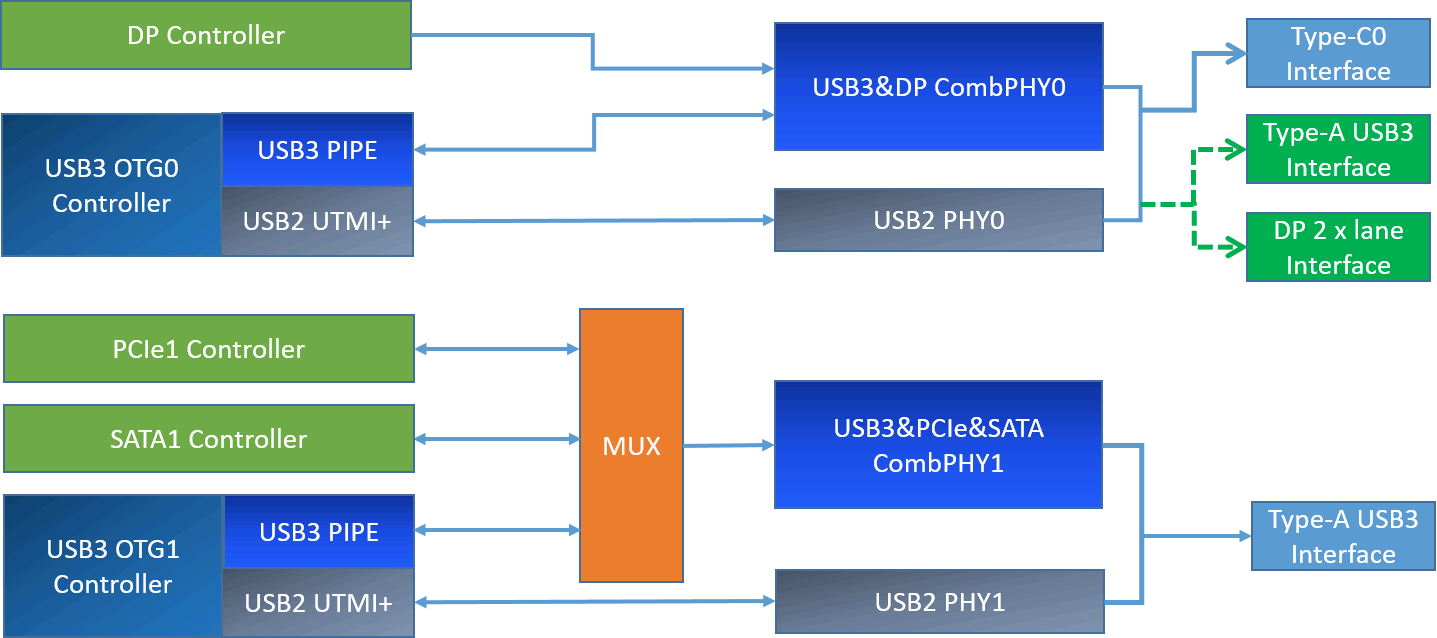 DP Controller
USB3 OTG0
Controller
USB3 PIPE
USB2 UTMI+
USB3&DP CombPHY0
USB2 PHY0
Type-C0
Interface
Type-A USB3
Interface
DP 2 x lane
Interface
PCIe1 Controller
SATA1 Controller
USB3 OTG1
Controller
USB3 PIPE
USB2 UTMI+
MUX
USB3&PCIe&SATA
CombPHY1
USB2 PHY1
Type-A USB3
Interface